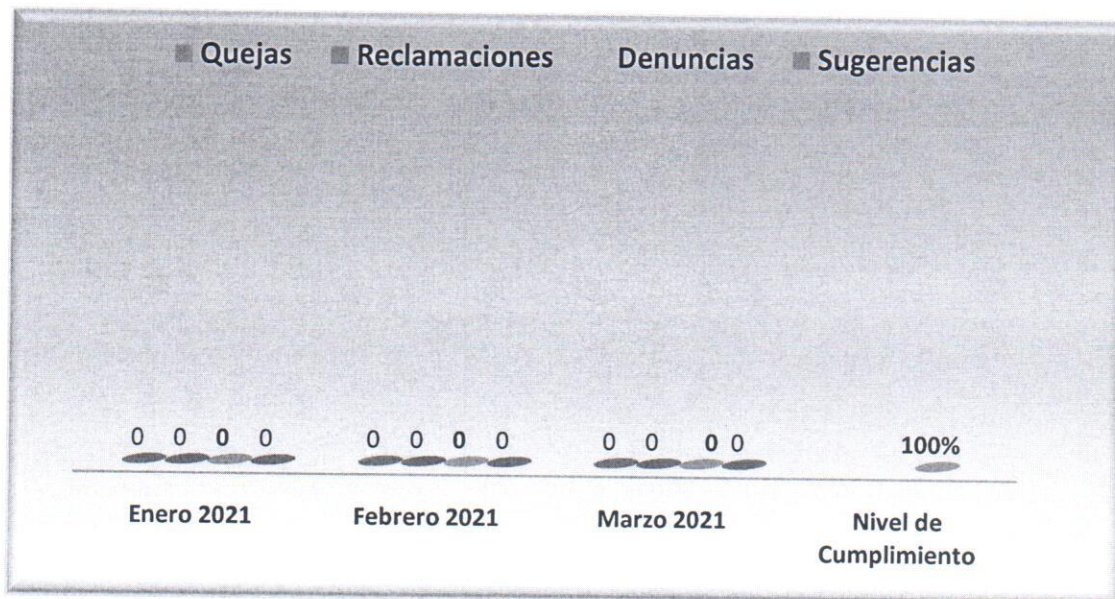 Quejas Reclamaciones Denuncias Sugerencias
0 0 0 0 0 0 0 0 0 0 0 0 100%
Enero 2021 Febrero 2021 Marzo 2021 Nivel de
Cumplimiento